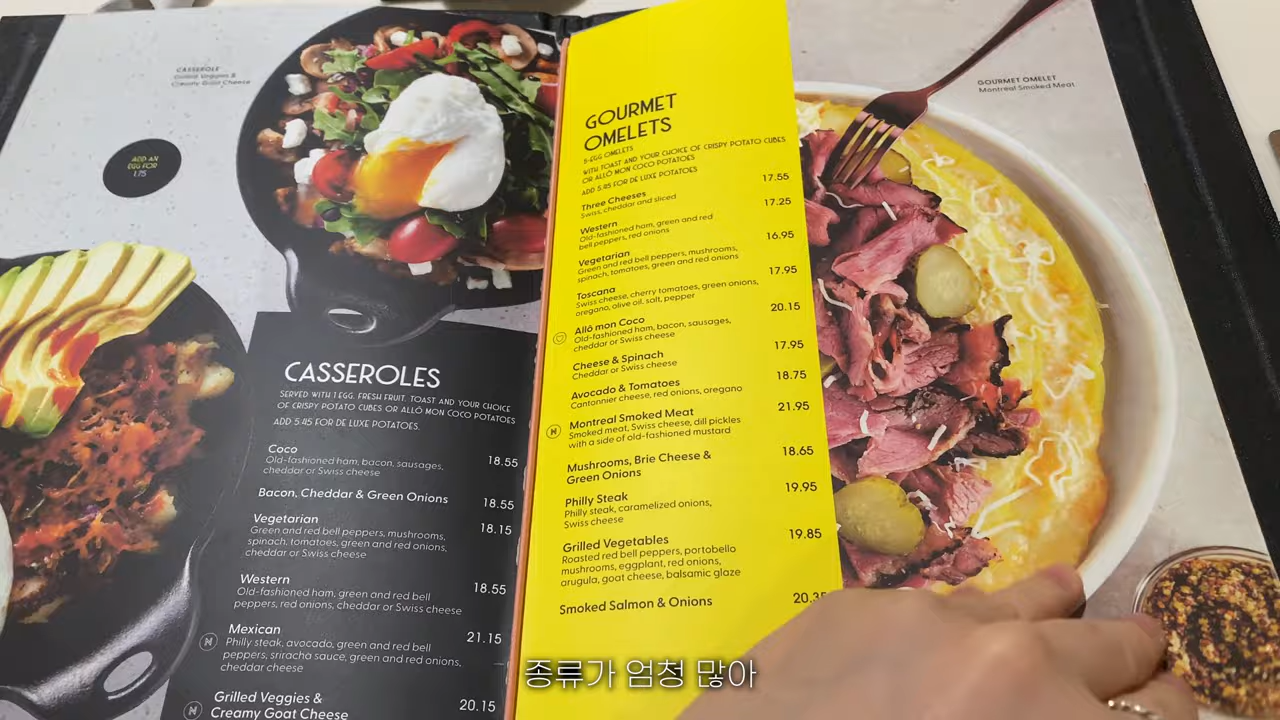 CASSEROLE
Grilled Veggies &
Creamy Goat Cheese
ADD AN
EGG FOR
1.75
CASSEROLES
SERVED WITH 1 EGG, FRESH FRUIT, TOAST AND YOUR CHOICE
OF CRISPY POTATO CUBES OR ALLÔ MON COCO POTATOES
ADD 5.45 FOR DE LUXE POTATOES.
Coco 18.55
Old-fashioned ham, bacon, sausages,
cheddar or Swiss cheese
Bacon, Cheddar & Green Onions 18.55
Vegetarian 18.15
Green and red bell peppers, mushrooms,
spinach, tomatoes, green and red onions,
cheddar or Swiss cheese
Western 18.55
Old-fashioned ham, green and red bell
peppers, red onions, cheddar or Swiss cheese
Mexican 21.15
Philly steak, avocado, green and red bell
peppers, sriracha sauce, green and red onions,
cheddar cheese
Grilled Veggies & 20.15
Creamy Goat Cheese
GOURMET
OMELETS
3-EGG OMELETS
WITH TOAST AND YOUR CHOICE OF CRISPY POTATO CUBES
OR ALLÔ MON COCO POTATOES
ADD 5.45 FOR DE LUXE POTATOES
Three Cheeses 17.55
Swiss, cheddar and sliced
Western 17.25
Old-fashioned ham, green and red
bell peppers, red onions
Vegetarian 16.95
Green and red bell peppers, mushrooms,
spinach, tomatoes, green and red onions
Toscana 17.95
Swiss cheese, cherry tomatoes, green onions,
oregano, olive oil, salt, pepper
Allô mon Coco 20.15
Old-fashioned ham, bacon, sausages,
cheddar or Swiss cheese
Cheese & Spinach 17.95
Cheddar or Swiss cheese
Avocado & Tomatoes 18.75
Cantonnier cheese, red onions, oregano
Montreal Smoked Meat 21.95
Smoked meat, Swiss cheese, dill pickles
with a side of old-fashioned mustard
Mushrooms, Brie Cheese & 18.65
Green Onions
Philly Steak 19.95
Philly steak, caramelized onions,
Swiss cheese
Grilled Vegetables 19.85
Roasted red bell peppers, portobello
mushrooms, eggplant, red onions,
arugula, goat cheese, balsamic glaze
Smoked Salmon & Onions 20.35
GOURMET OMELET
Montreal Smoked Meat
종류가 엄청 많아